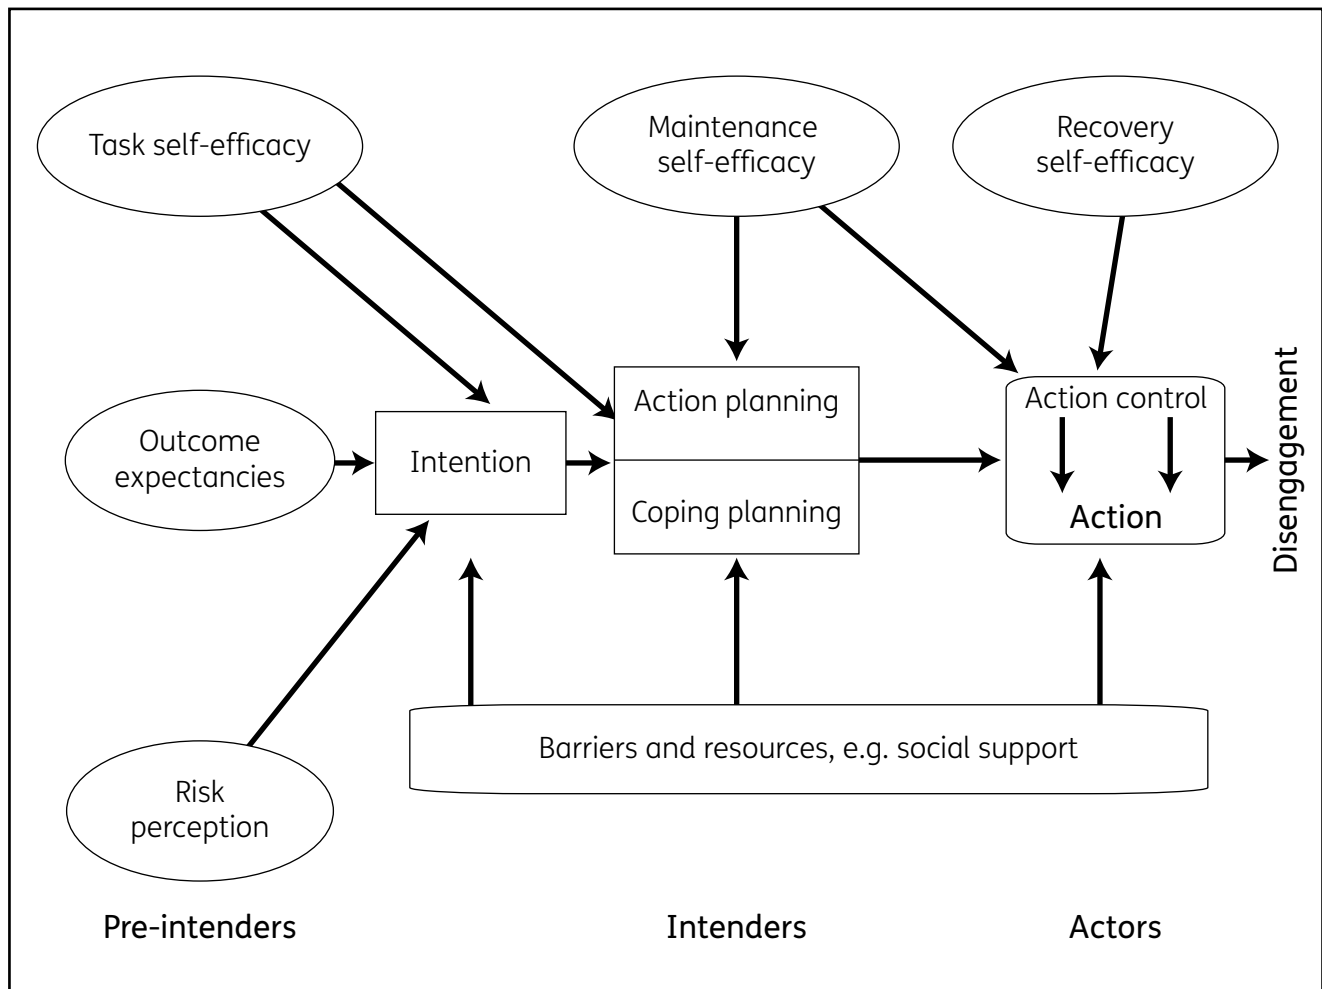 Task self-efficacy
Maintenance
self-efficacy
Recovery
self-efficacy
Outcome
expectancies
Intention
Action planning
Coping planning
Action control
Action
Disengagement
Barriers and resources, e.g. social support
Risk
perception
Pre-intenders
Intenders
Actors